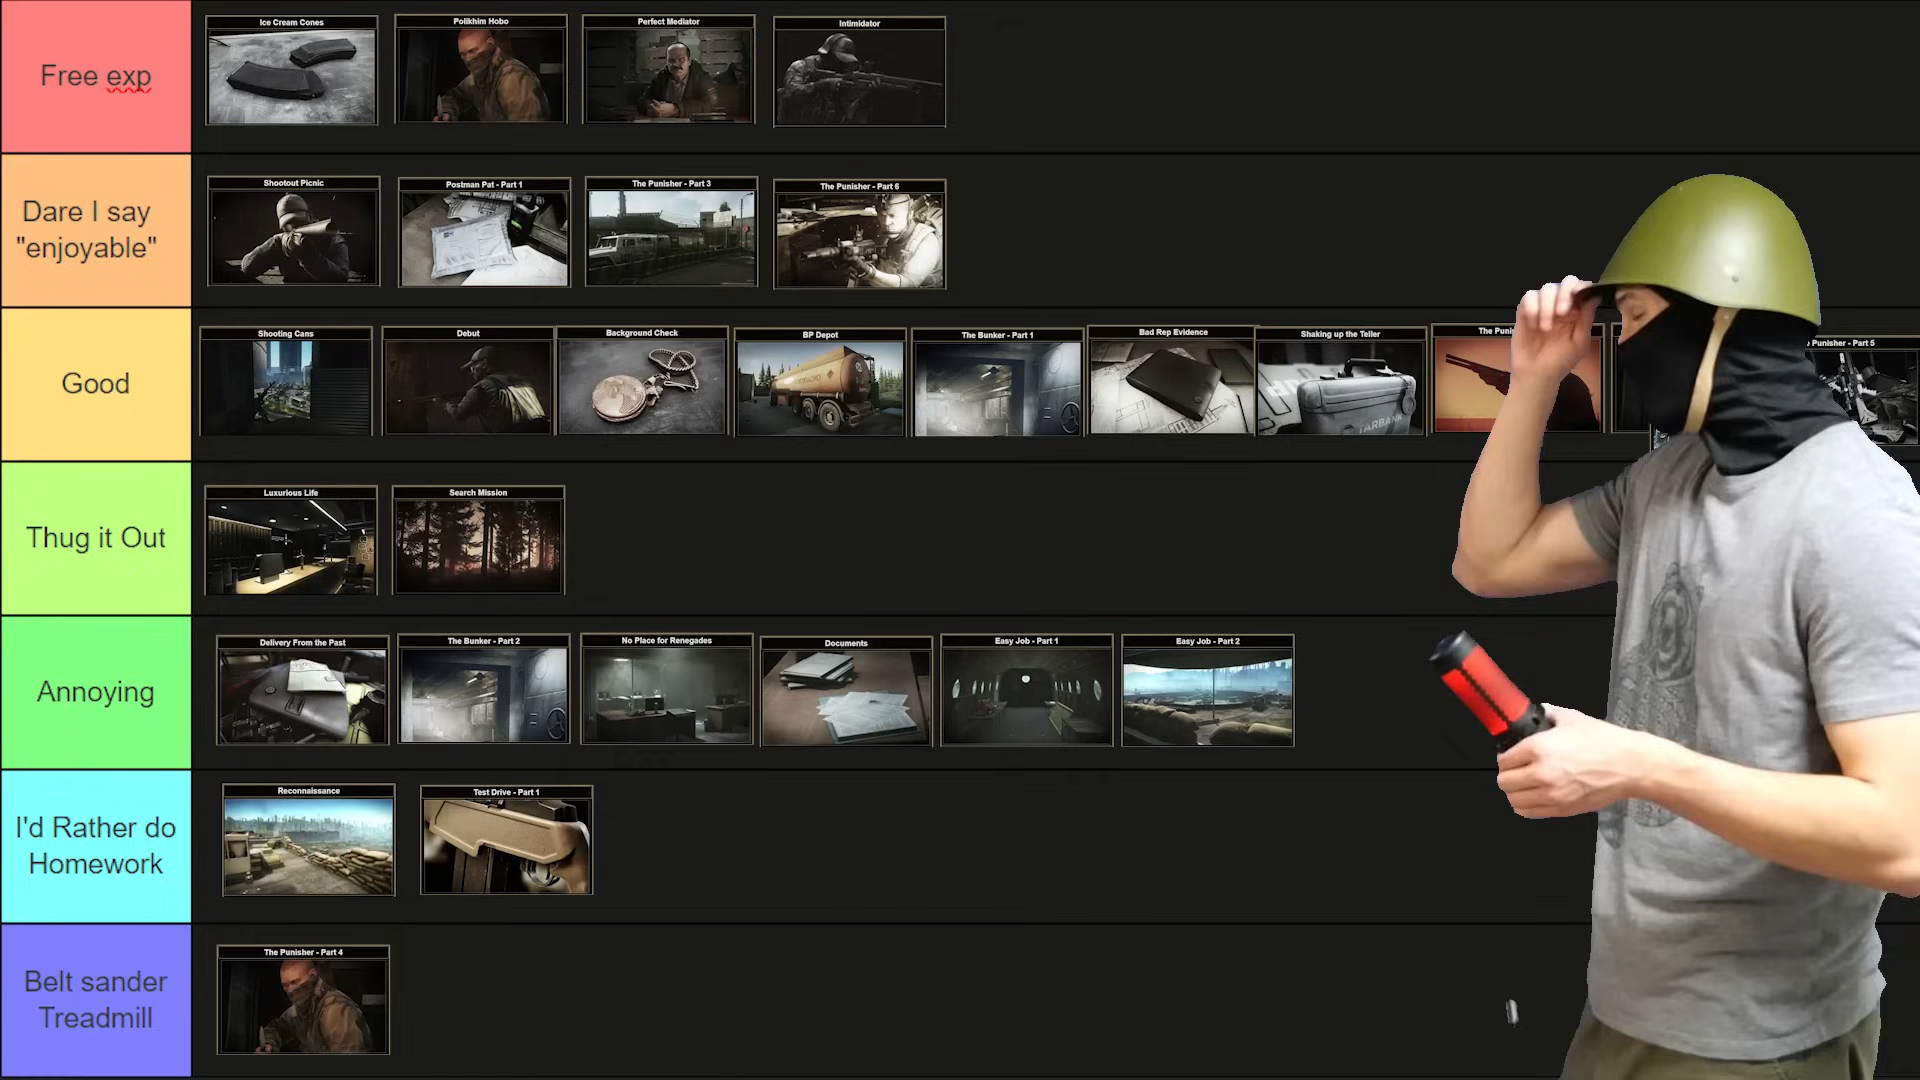 Free exp
Ice Cream Cones
Polikhim Hobo
Perfect Mediator
Intimidator
Dare I say
"enjoyable"
Shootout Picnic
Postman Pat - Part 1
The Punisher - Part 3
The Punisher - Part 6
Good
Shooting Cans
Debut
Background Check
BP Depot
The Bunker - Part 1
Bad Rep Evidence
Shaking up the Teller
TARBANK
The
Punisher - Part 5
Thug it Out
Luxurious Life
Search Mission
Annoying
Delivery From the Past
The Bunker - Part 2
No Place for Renegades
Documents
Easy Job - Part 1
Easy Job - Part 2
I'd Rather do
Homework
Reconnaissance
Test Drive - Part 1
Belt sander
Treadmill
The Punisher - Part 4